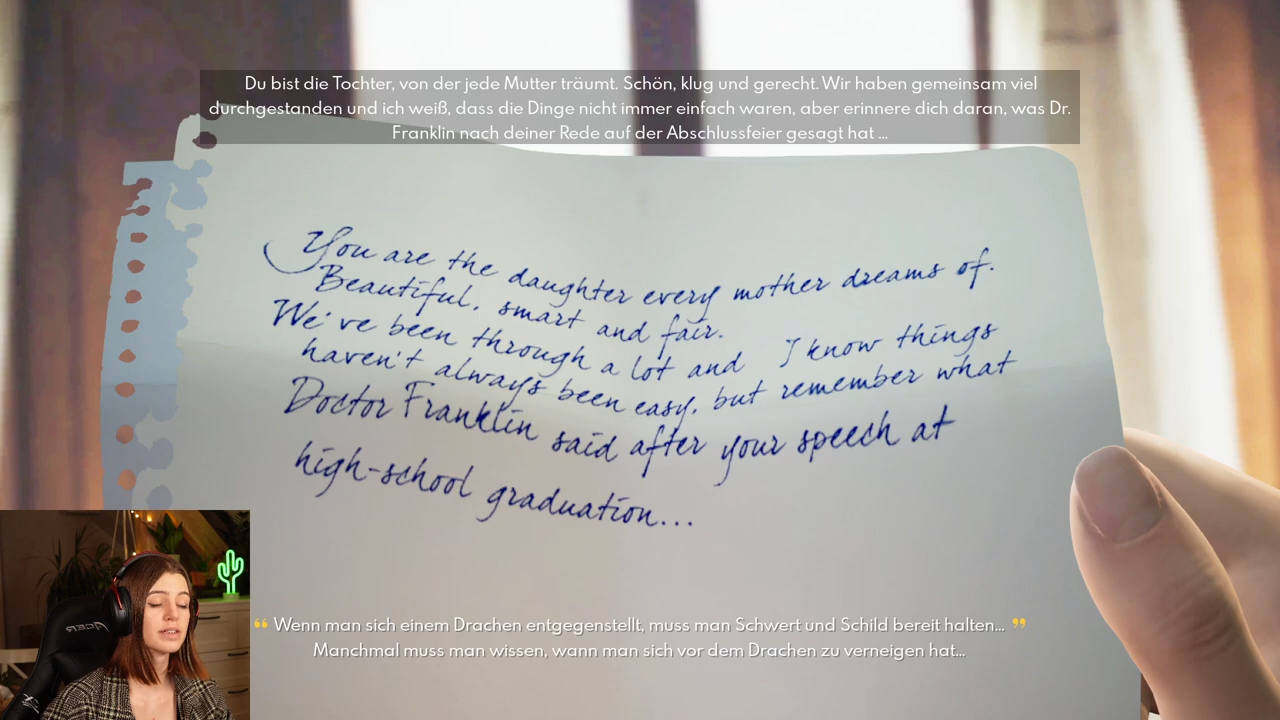 Du bist die Tochter, von der jede Mutter träumt. Schön, klug und gerecht. Wir haben gemeinsam viel
durchgestanden und ich weiß, dass die Dinge nicht immer einfach waren, aber erinnere dich daran, was Dr.
Franklin nach deiner Rede auf der Abschlussfeier gesagt hat ...
You are the daughter every mother dreams of.
Beautiful, smart and fair.
We've been through a lot and I know things
haven't always been easy, but remember what
Doctor Franklin said after your speech at
high-school graduation...
acer
“ Wenn man sich einem Drachen entgegenstellt, muss man Schwert und Schild bereit halten... ”
Manchmal muss man wissen, wann man sich vor dem Drachen zu verneigen hat...